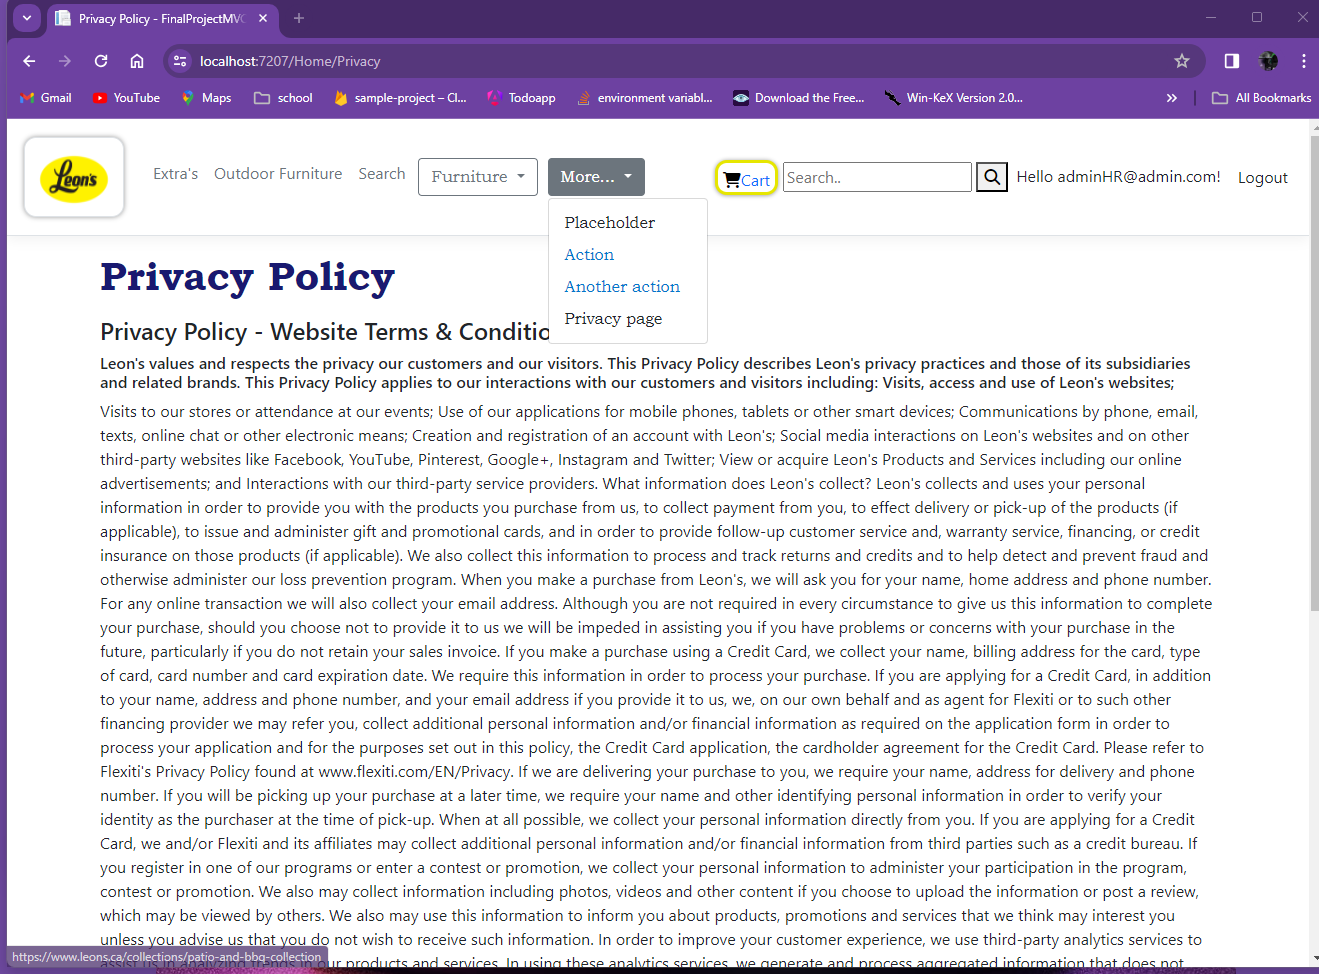 Privacy Policy - FinalProjectMVC
localhost:7207/Home/Privacy
Gmail
YouTube
Maps
school
sample-project – Cl...
Todoapp
environment variabl...
Download the Free...
Win-KeX Version 2.0...
»
All Bookmarks
Leon's
Extra's
Outdoor Furniture
Search
Furniture
More...
Cart
Search..
Hello adminHR@admin.com!
Logout
Placeholder
Action
Another action
Privacy page
Privacy Policy
Privacy Policy - Website Terms & Conditio
Leon's values and respects the privacy our customers and our visitors. This Privacy Policy describes Leon's privacy practices and those of its subsidiaries
and related brands. This Privacy Policy applies to our interactions with our customers and visitors including: Visits, access and use of Leon's websites;
Visits to our stores or attendance at our events; Use of our applications for mobile phones, tablets or other smart devices; Communications by phone, email,
texts, online chat or other electronic means; Creation and registration of an account with Leon's; Social media interactions on Leon's websites and on other
third-party websites like Facebook, YouTube, Pinterest, Google+, Instagram and Twitter; View or acquire Leon's Products and Services including our online
advertisements; and Interactions with our third-party service providers. What information does Leon's collect? Leon's collects and uses your personal
information in order to provide you with the products you purchase from us, to collect payment from you, to effect delivery or pick-up of the products (if
applicable), to issue and administer gift and promotional cards, and in order to provide follow-up customer service and, warranty service, financing, or credit
insurance on those products (if applicable). We also collect this information to process and track returns and credits and to help detect and prevent fraud and
otherwise administer our loss prevention program. When you make a purchase from Leon's, we will ask you for your name, home address and phone number.
For any online transaction we will also collect your email address. Although you are not required in every circumstance to give us this information to complete
your purchase, should you choose not to provide it to us we will be impeded in assisting you if you have problems or concerns with your purchase in the
future, particularly if you do not retain your sales invoice. If you make a purchase using a Credit Card, we collect your name, billing address for the card, type
of card, card number and card expiration date. We require this information in order to process your purchase. If you are applying for a Credit Card, in addition
to your name, address and phone number, and your email address if you provide it to us, we, on our own behalf and as agent for Flexiti or to such other
financing provider we may refer you, collect additional personal information and/or financial information as required on the application form in order to
process your application and for the purposes set out in this policy, the Credit Card application, the cardholder agreement for the Credit Card. Please refer to
Flexiti's Privacy Policy found at www.flexiti.com/EN/Privacy. If we are delivering your purchase to you, we require your name, address for delivery and phone
number. If you will be picking up your purchase at a later time, we require your name and other identifying personal information in order to verify your
identity as the purchaser at the time of pick-up. When at all possible, we collect your personal information directly from you. If you are applying for a Credit
Card, we and/or Flexiti and its affiliates may collect additional personal information and/or financial information from third parties such as a credit bureau. If
you register in one of our programs or enter a contest or promotion, we collect your personal information to administer your participation in the program,
contest or promotion. We also may collect information including photos, videos and other content if you choose to upload the information or post a review,
which may be viewed by others. We also may use this information to inform you about products, promotions and services that we think may interest you
unless you advise us that you do not wish to receive such information. In order to improve your customer experience, we use third-party analytics services to
https://www.leons.ca/collections/patio-and-bbq-collection
our products and services. In using these analytics services, we generate and process aggregated information that does not